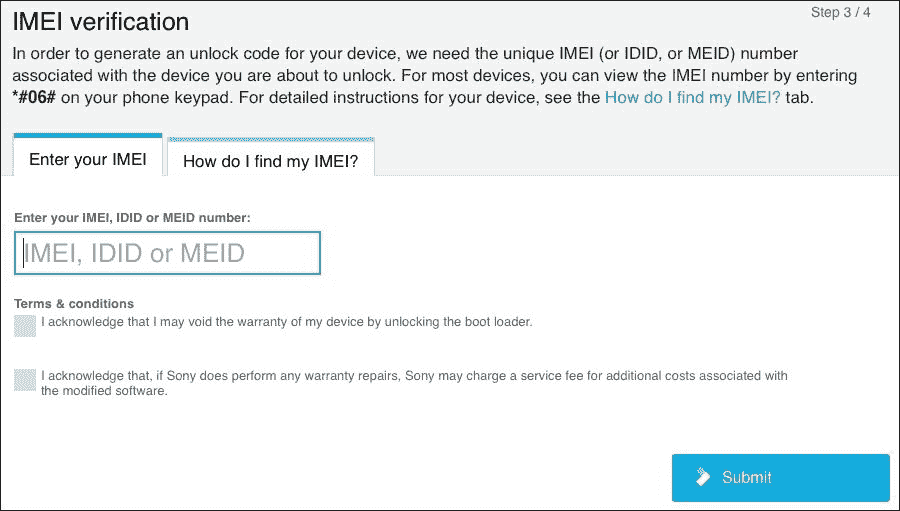 IMEI verification
Step 3 / 4
In order to generate an unlock code for your device, we need the unique IMEI (or IDID, or MEID) number
associated with the device you are about to unlock. For most devices, you can view the IMEI number by entering
*#06# on your phone keypad. For detailed instructions for your device, see the How do I find my IMEI? tab.
Enter your IMEI
How do I find my IMEI?
Enter your IMEI, IDID or MEID number:
IMEI, IDID or MEID
Terms & conditions
I acknowledge that I may void the warranty of my device by unlocking the boot loader.
I acknowledge that, if Sony does perform any warranty repairs, Sony may charge a service fee for additional costs associated with
the modified software.
Submit